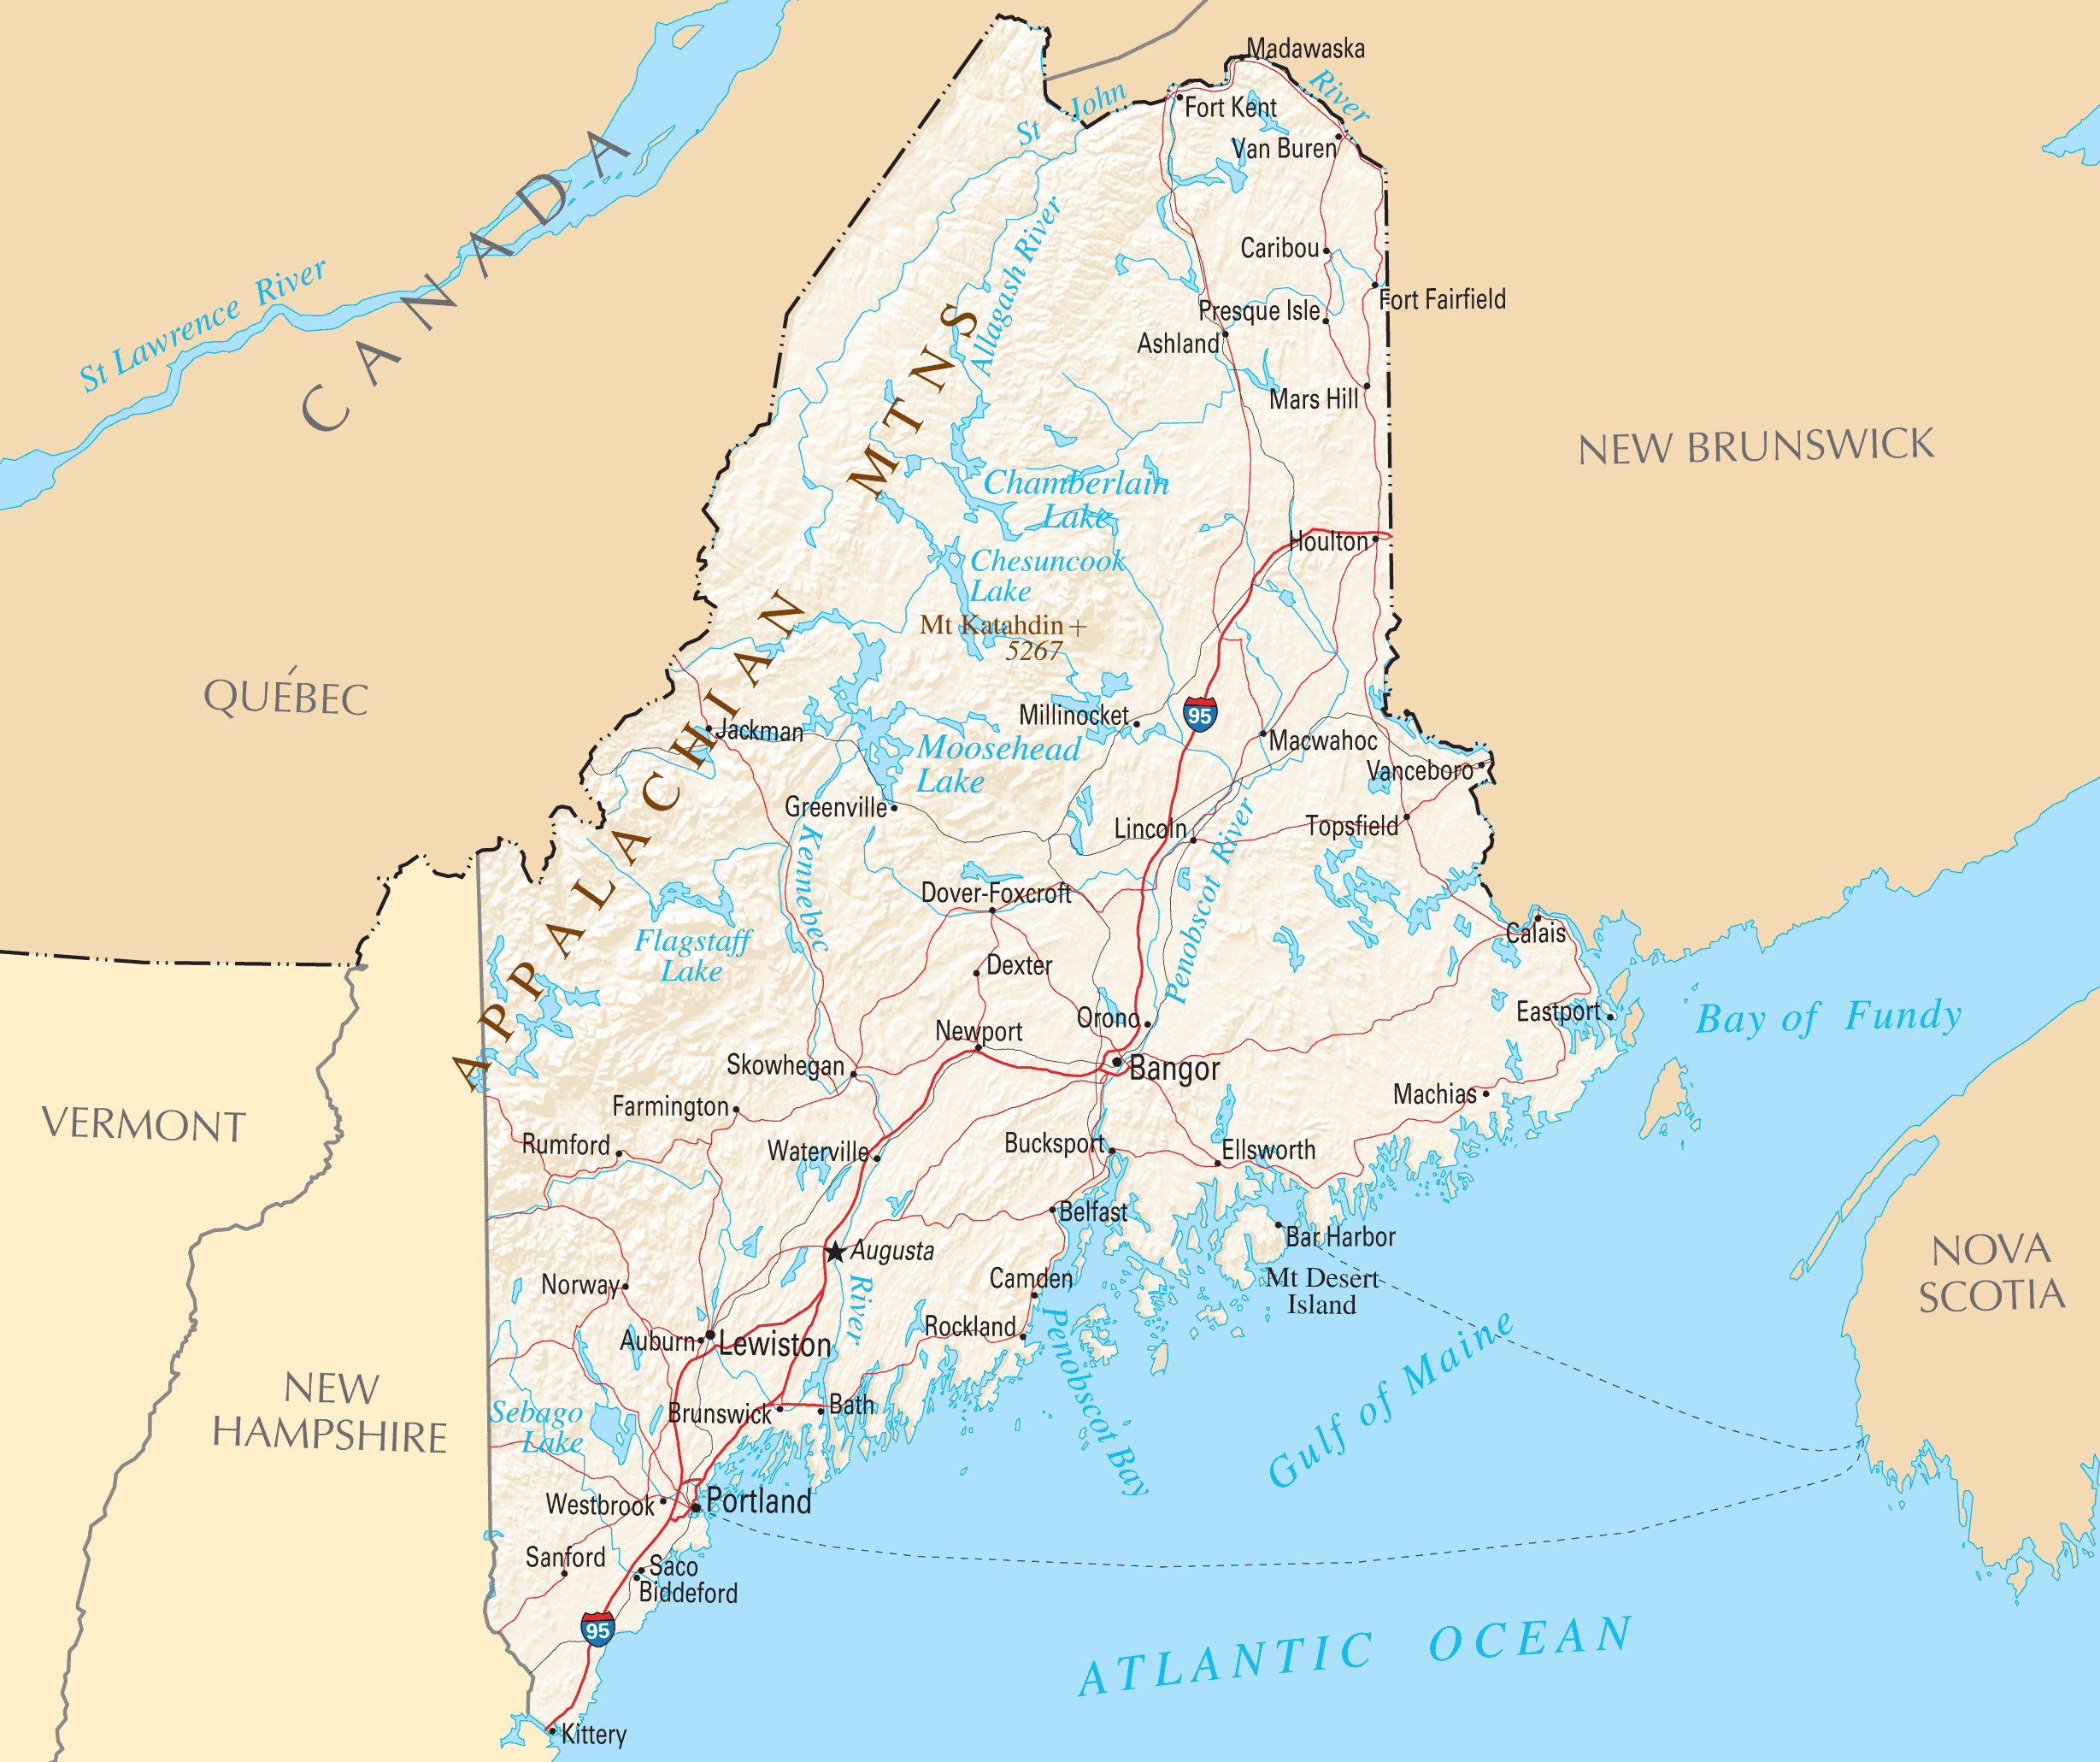 Madawaska
St John
River
Fort Kent
Van Buren
CANADA
St Lawrence River
Allagash River
Caribou
Fort Fairfield
Presque Isle
Ashland
Mars Hill
NEW BRUNSWICK
APPALACHIAN MTNS
Chamberlain
Lake
Houlton
Chesuncook
Lake
Mt Katahdin
5267
QUÉBEC
95
Millinocket
Jackman
Moosehead
Lake
Macwahoc
Vanceboro
Greenville
Lincoln
Topsfield
Penobscot River
Kennebec
Dover-Foxcroft
Flagstaff
Lake
Calais
Dexter
Orono
Eastport
Bay of Fundy
Newport
Skowhegan
Bangor
Machias
Farmington
VERMONT
Rumford
Waterville
Bucksport
Ellsworth
Belfast
Bar Harbor
Augusta
NOVA
SCOTIA
Mt Desert
Island
Camden
Norway
River
Rockland
Auburn
Lewiston
Penobscot Bay
Gulf of Maine
NEW
HAMPSHIRE
Sebago
Lake
Brunswick
Bath
Westbrook
Portland
Sanford
Saco
Biddeford
95
ATLANTIC OCEAN
Kittery